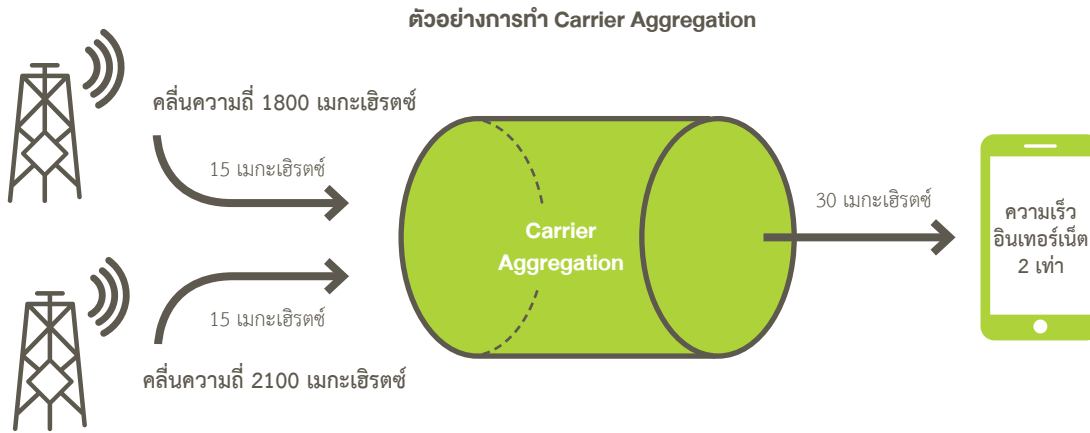 ตัวอย่างการทำ Carrier Aggregation
คลื่นความถี่ 1800 เมกะเฮิรตซ์
15 เมกะเฮิรตซ์
15 เมกะเฮิรตซ์
คลื่นความถี่ 2100 เมกะเฮิรตซ์
Carrier
Aggregation
30 เมกะเฮิรตซ์
ความเร็ว
อินเทอร์เน็ต
2 เท่า